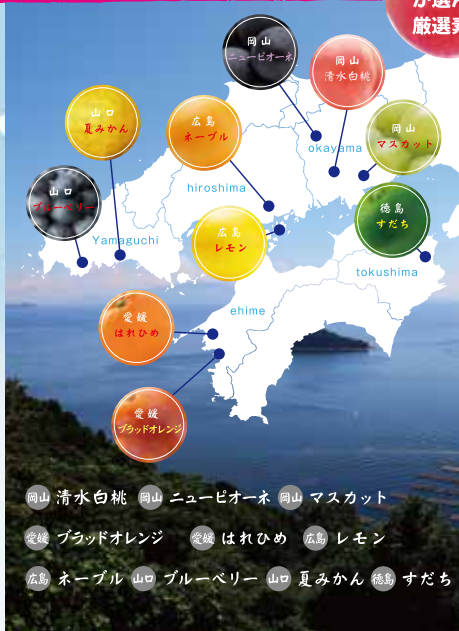 が選ん
厳選素
岡山
ニューピオーネ
岡山
清水白桃
山口
夏みかん
広島
ネーブル
岡山
マスカット
okayama
山口
ブルーベリー
hiroshima
徳島
すだち
広島
レモン
Yamaguchi
tokushima
愛媛
はれひめ
ehime
愛媛
ブラッドオレンジ
岡山 清水白桃 岡山 ニューピオーネ 岡山 マスカット
愛媛 ブラッドオレンジ 愛媛 はれひめ 広島 レモン
広島 ネーブル 山口 ブルーベリー 山口 夏みかん 徳島 すだち